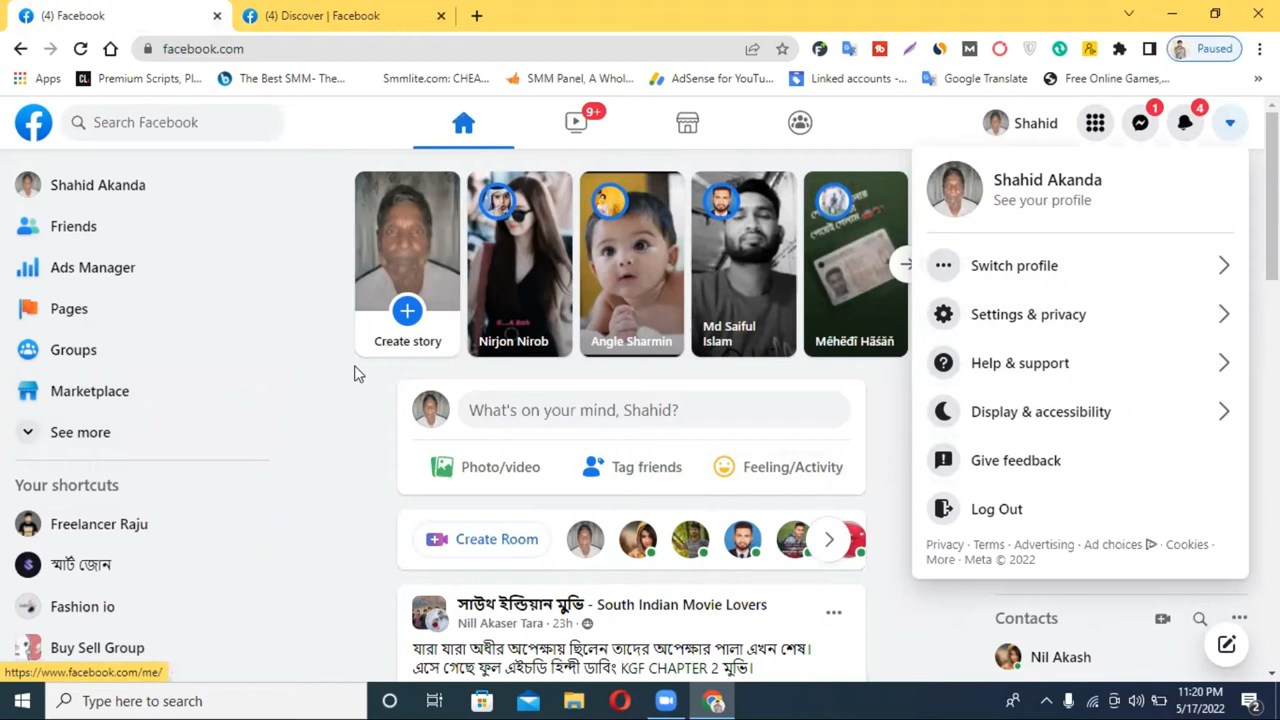 (4) Facebook
(4) Discover | Facebook
facebook.com
Paused
Apps
Premium Scripts, Pl...
The Best SMM- The...
Smmlite.com: CHEA...
SMM Panel, A Whol...
AdSense for YouTu...
Linked accounts -...
Google Translate
Free Online Games,...
Search Facebook
9+
Shahid
1
4
Shahid Akanda
Friends
Ads Manager
Pages
Groups
Marketplace
See more
Your shortcuts
Freelancer Raju
স্মার্ট জোন
Fashion io
Buy Sell Group
https://www.facebook.com/me/
Create story
Nirjon Nirob
Angle Sharmin
Md Saiful
Islam
Mêhëdî Hãśãñ
What's on your mind, Shahid?
Photo/video
Tag friends
Feeling/Activity
Create Room
সাউথ ইন্ডিয়ান মুভি - South Indian Movie Lovers
Nill Akaser Tara · 23h ·
যারা যারা অধীর অপেক্ষায় ছিলেন তাদের অপেক্ষার পালা এখন শেষ।
এসে গেছে ফুল এইচডি হিন্দী ডাবিং KGF CHAPTER 2 মুভি।
Shahid Akanda
See your profile
Switch profile
Settings & privacy
Help & support
Display & accessibility
Give feedback
Log Out
Privacy · Terms · Advertising · Ad choices · Cookies ·
More · Meta © 2022
Contacts
Nil Akash
Type here to search
11:20 PM
5/17/2022
2